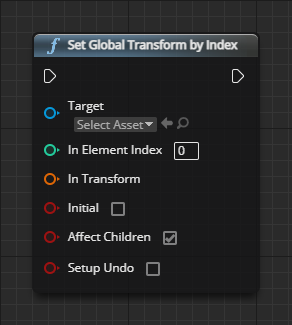 Set Global Transform by Index
Target
Select Asset
In Element Index 0
In Transform
Initial
Affect Children
Setup Undo